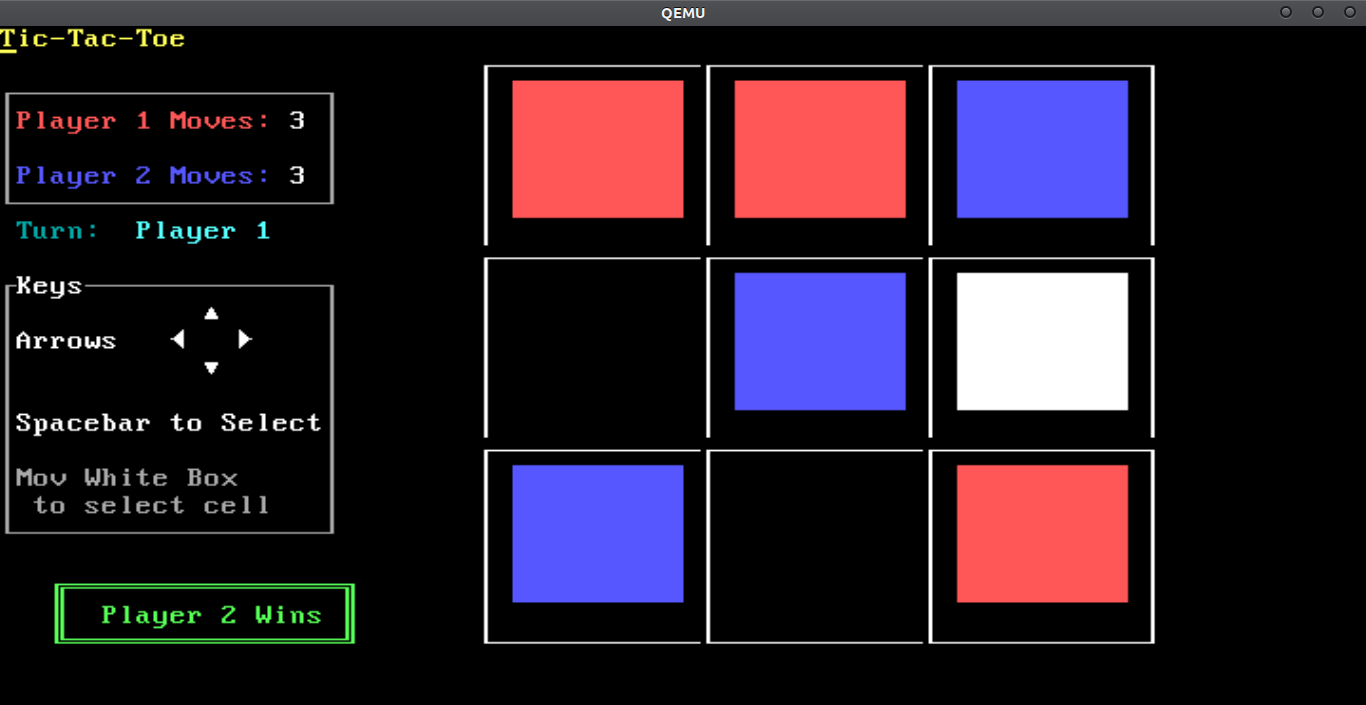 QEMU
Tic-Tac-Toe
Player 1 Moves: 3
Player 2 Moves: 3
Turn: Player 1
Keys
Arrows
Spacebar to Select
Mov White Box
to select cell
Player 2 Wins